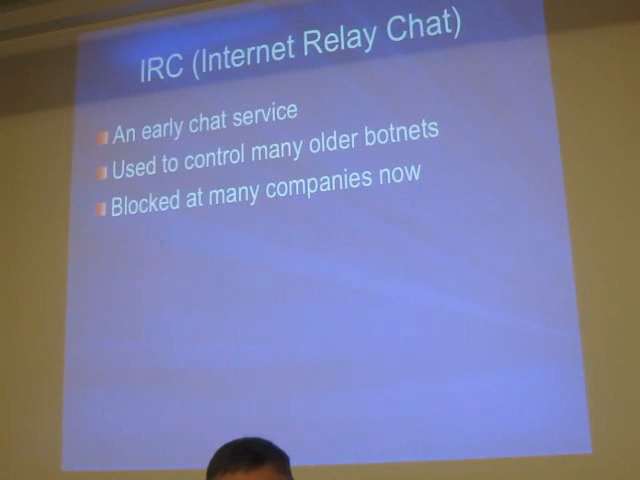 IRC (Internet Relay Chat)
An early chat service
Used to control many older botnets
Blocked at many companies now